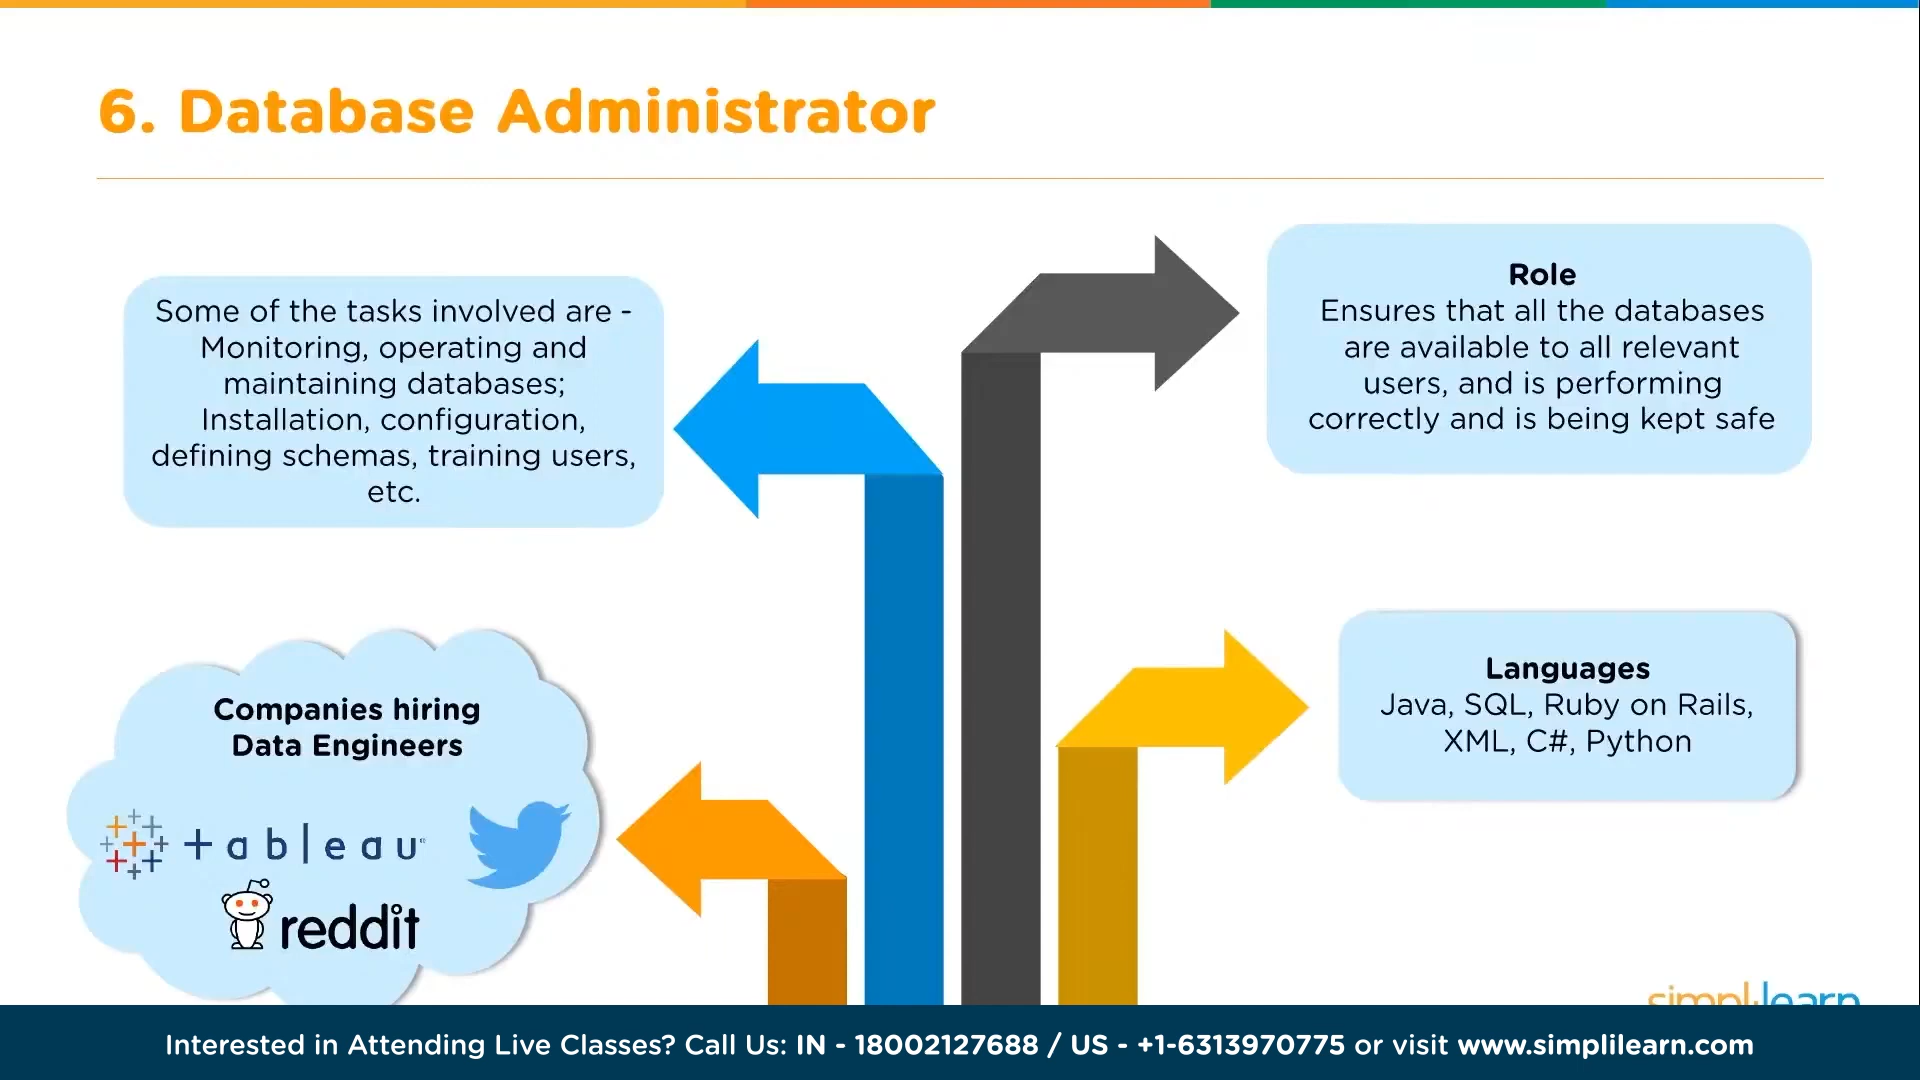 6. Database Administrator
Some of the tasks involved are -
Monitoring, operating and
maintaining databases;
Installation, configuration,
defining schemas, training users,
etc.
Role
Ensures that all the databases
are available to all relevant
users, and is performing
correctly and is being kept safe
Companies hiring
Data Engineers
+ableau
reddit
Languages
Java, SQL, Ruby on Rails,
XML, C#, Python
simplilearn
Interested in Attending Live Classes? Call Us: IN - 18002127688 / US - +1-6313970775 or visit www.simplilearn.com